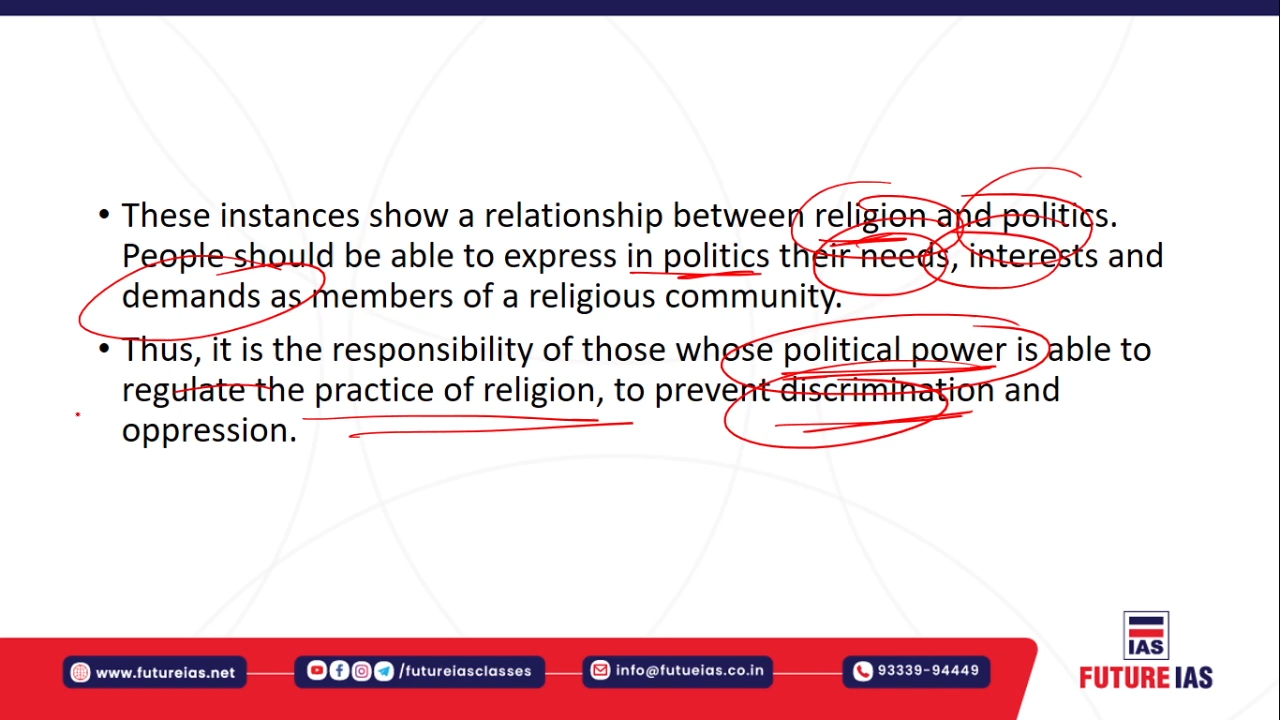 • These instances show a relationship between religion and politics.
People should be able to express in politics their needs, interests and
demands as members of a religious community.
• Thus, it is the responsibility of those whose political power is able to
regulate the practice of religion, to prevent discrimination and
oppression.
IAS
FUTURE IAS
www.futureias.net
/futureiasclasses
info@futueias.co.in
93339-94449